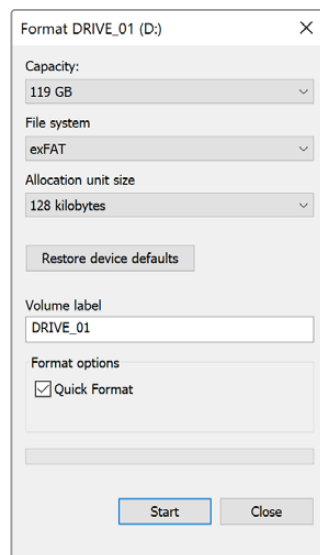 Format DRIVE_01 (D:)
Capacity:
119 GB
File system
exFAT
Allocation unit size
128 kilobytes
Restore device defaults
Volume label
DRIVE_01
Format options
Quick Format
Start Close